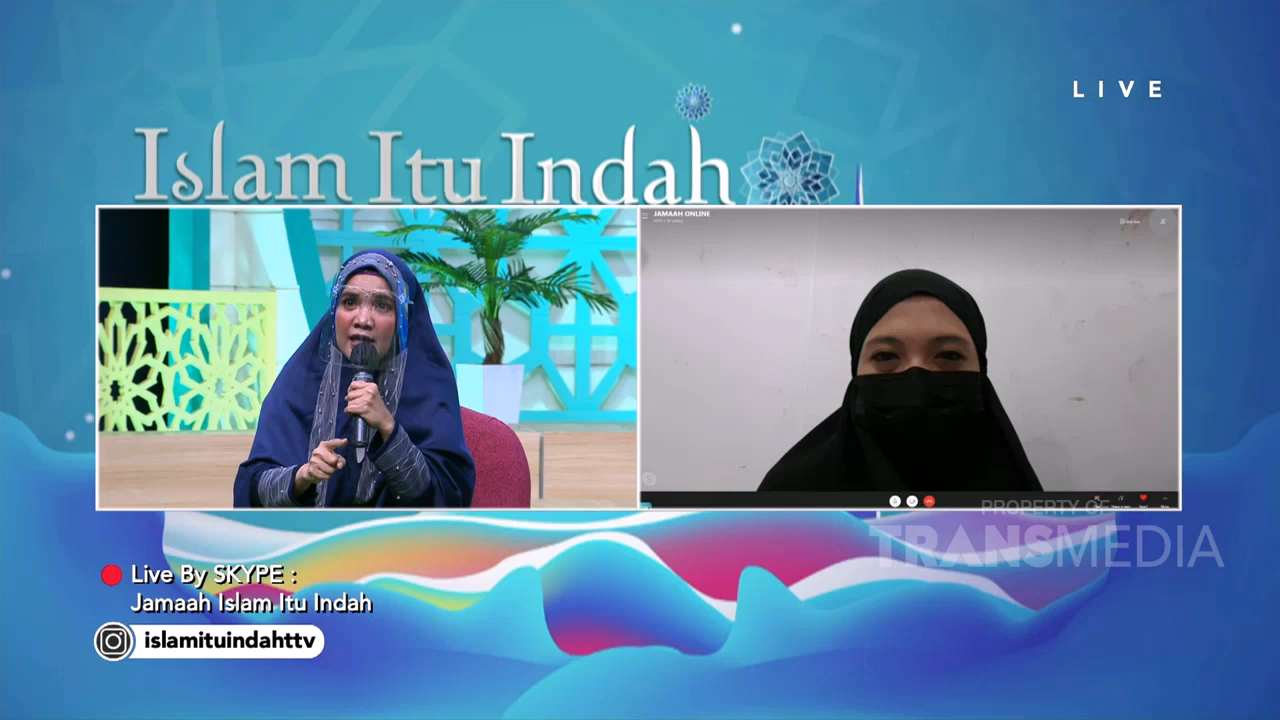 LIVE
Islam Itu Indah
JAMAAH ONLINE
PROPERTY OF
TRANSMEDIA
Live By SKYPE :
Jamaah Islam Itu Indah
islamituindahttv